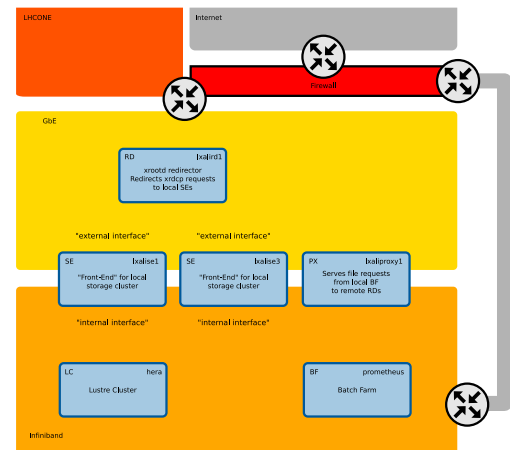 LHCONE
Internet
Firewall
GbE
RD lxalird1
xrootd redirector
Redirects xrdcp requests
to local SEs
"external interface" "external interface"
SE lxalise1
"Front-End" for local
storage cluster
SE lxalise3
"Front-End" for local
storage cluster
PX lxaliproxy1
Serves file requests
from local BF
to remote RDs
"internal interface" "internal interface"
LC hera
Lustre Cluster
BF prometheus
Batch Farm
Infiniband